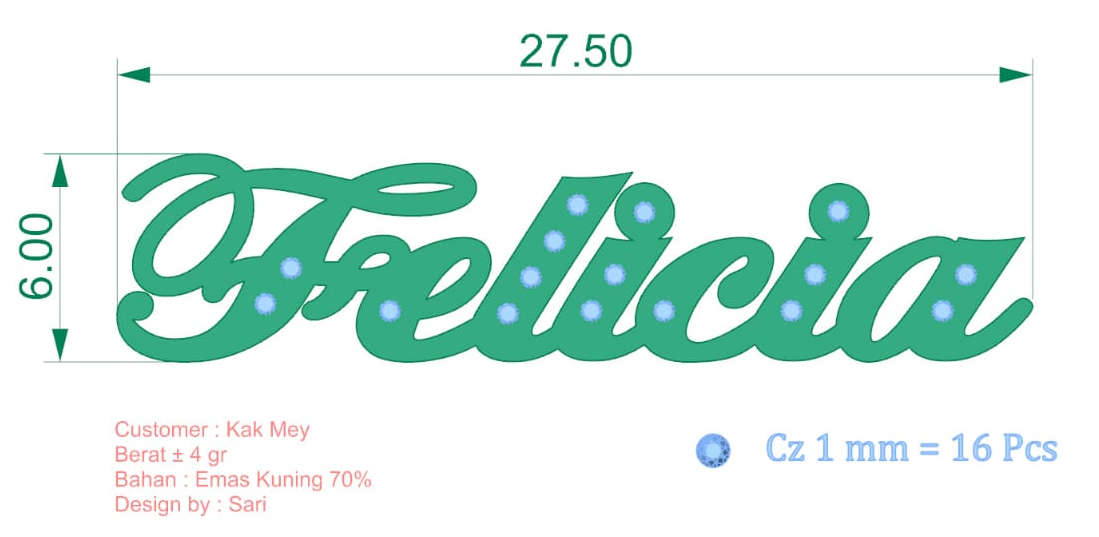 27.50
6.00
Felicia
Customer : Kak Mey
Berat ± 4 gr
Bahan : Emas Kuning 70%
Design by : Sari
Cz 1 mm = 16 Pcs